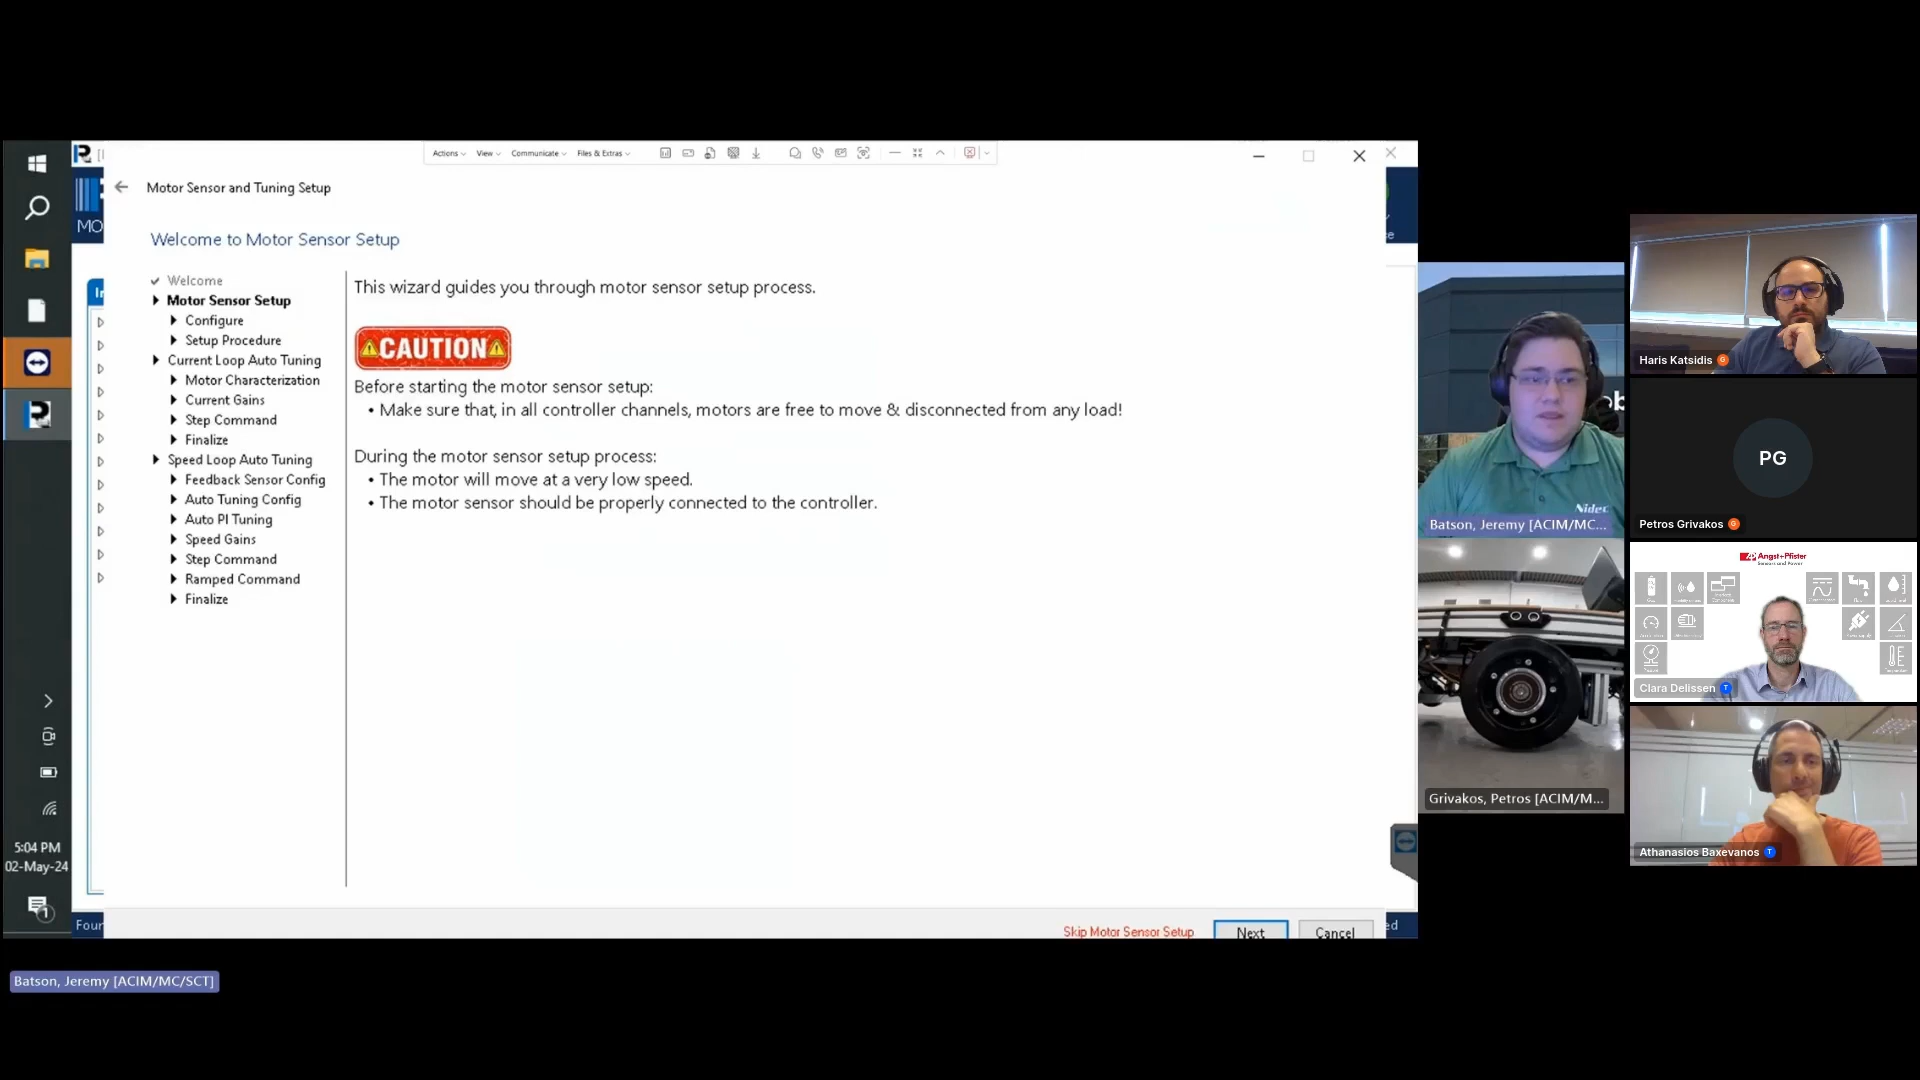 Actions
View
Communicate
Files & Extras
Motor Sensor and Tuning Setup
MO
Welcome to Motor Sensor Setup
Welcome
Motor Sensor Setup
Configure
Setup Procedure
Current Loop Auto Tuning
Motor Characterization
Current Gains
Step Command
Finalize
Speed Loop Auto Tuning
Feedback Sensor Config
Auto Tuning Config
Auto PI Tuning
Speed Gains
Step Command
Ramped Command
Finalize
This wizard guides you through motor sensor setup process.
CAUTION
Before starting the motor sensor setup:
• Make sure that, in all controller channels, motors are free to move & disconnected from any load!
During the motor sensor setup process:
• The motor will move at a very low speed.
• The motor sensor should be properly connected to the controller.
5:04 PM
02-May-24
1
Four
Skip Motor Sensor Setup
Next
Cancel
ed
Batson, Jeremy [ACIM/MC/SCT]
Nidec
Batson, Jeremy [ACIM/MC...
Grivakos, Petros [ACIM/M...
Haris Katsidis
PG
Petros Grivakos
Angst+Pfister
Sensors and Power
Clara Delissen
Athanasios Baxevanos